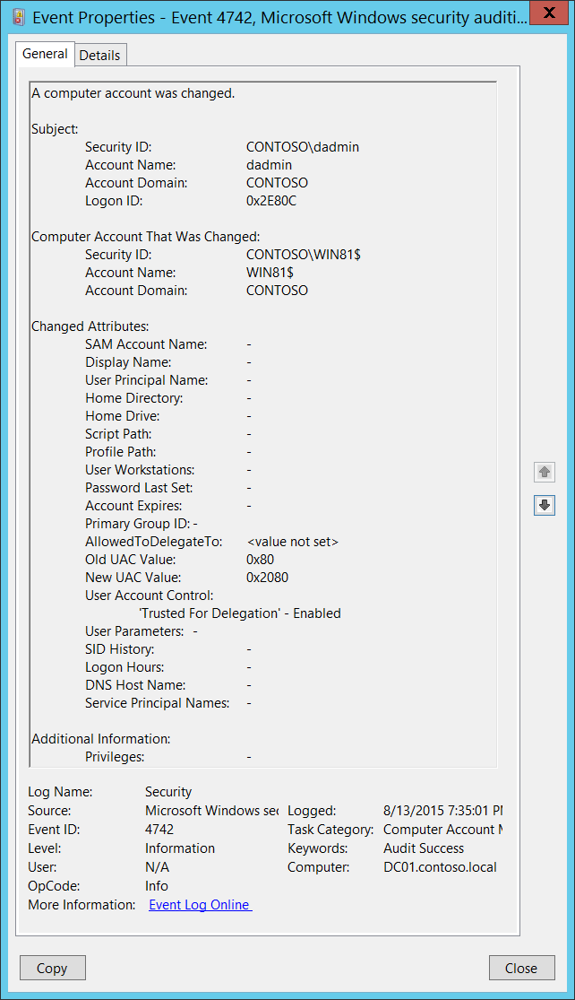 Event Properties - Event 4742, Microsoft Windows security auditi...
X
General Details
A computer account was changed.
Subject:
Security ID: CONTOSO\dadmin
Account Name: dadmin
Account Domain: CONTOSO
Logon ID: 0x2E80C
Computer Account That Was Changed:
Security ID: CONTOSO\WIN81$
Account Name: WIN81$
Account Domain: CONTOSO
Changed Attributes:
SAM Account Name: -
Display Name: -
User Principal Name: -
Home Directory: -
Home Drive: -
Script Path: -
Profile Path: -
User Workstations: -
Password Last Set: -
Account Expires: -
Primary Group ID: -
AllowedToDelegateTo: <value not set>
Old UAC Value: 0x80
New UAC Value: 0x2080
User Account Control:
'Trusted For Delegation' - Enabled
User Parameters: -
SID History: -
Logon Hours: -
DNS Host Name: -
Service Principal Names: -
Additional Information:
Privileges: -
Log Name: Security
Source: Microsoft Windows sec Logged: 8/13/2015 7:35:01 P
Event ID: 4742 Task Category: Computer Account M
Level: Information Keywords: Audit Success
User: N/A Computer: DC01.contoso.local
OpCode: Info
More Information: Event Log Online
Copy Close